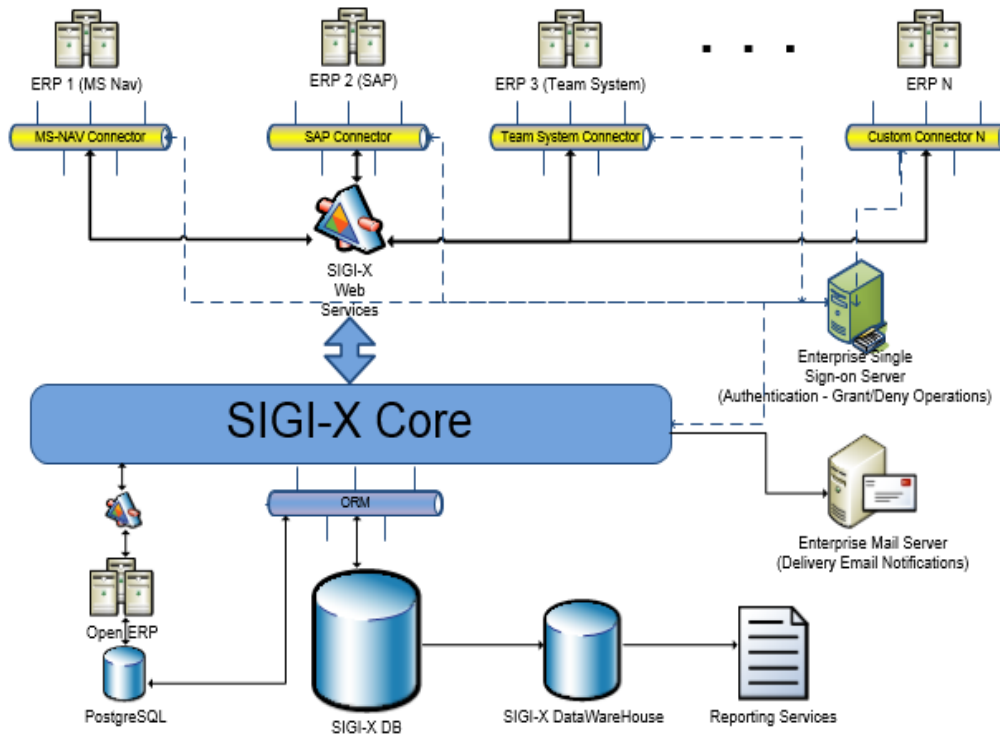 ERP 1 (MS Nav)
ERP 2 (SAP)
ERP 3 (Team System)
. . .
ERP N
MS-NAV Connector
SAP Connector
Team System Connector
Custom Connector N
SIGI-X
Web
Services
Enterprise Single
Sign-on Server
(Authentication - Grant/Deny Operations)
SIGI-X Core
ORM
Enterprise Mail Server
(Delivery Email Notifications)
Open ERP
PostgreSQL
SIGI-X DB
SIGI-X DataWareHouse
Reporting Services